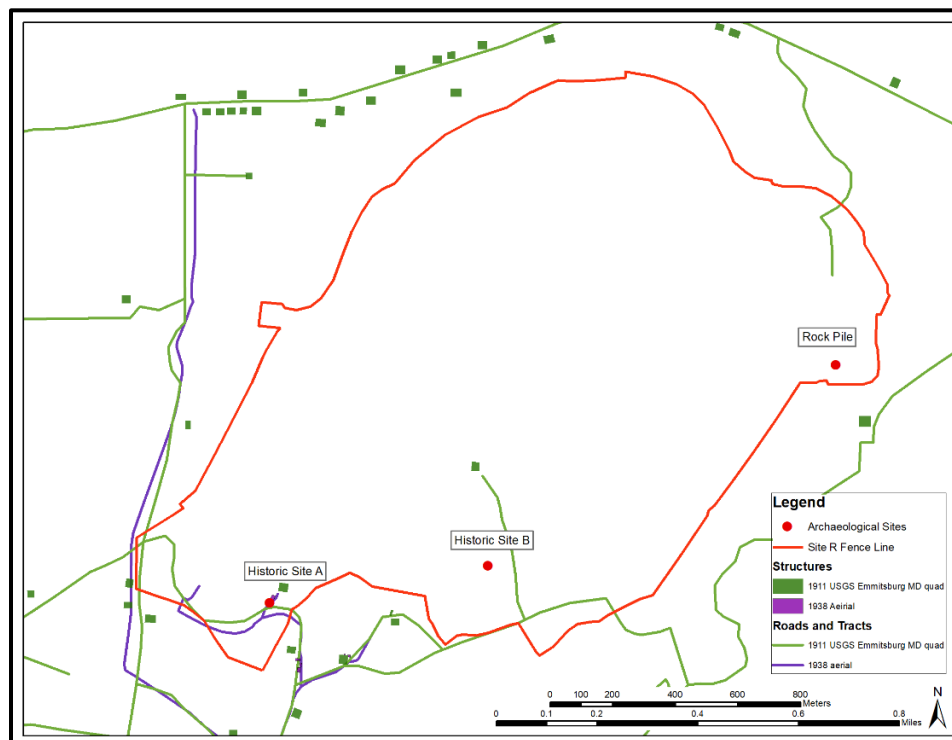 Rock Pile
Historic Site B
Historic Site A
Legend
Archaeological Sites
Site R Fence Line
Structures
1911 USGS Emmitsburg MD quad
1938 Aeirial
Roads and Tracts
1911 USGS Emmitsburg MD quad
1938 aerial
N
0 100 200 400 600 800
Meters
0 0.1 0.2 0.4 0.6 0.8
Miles